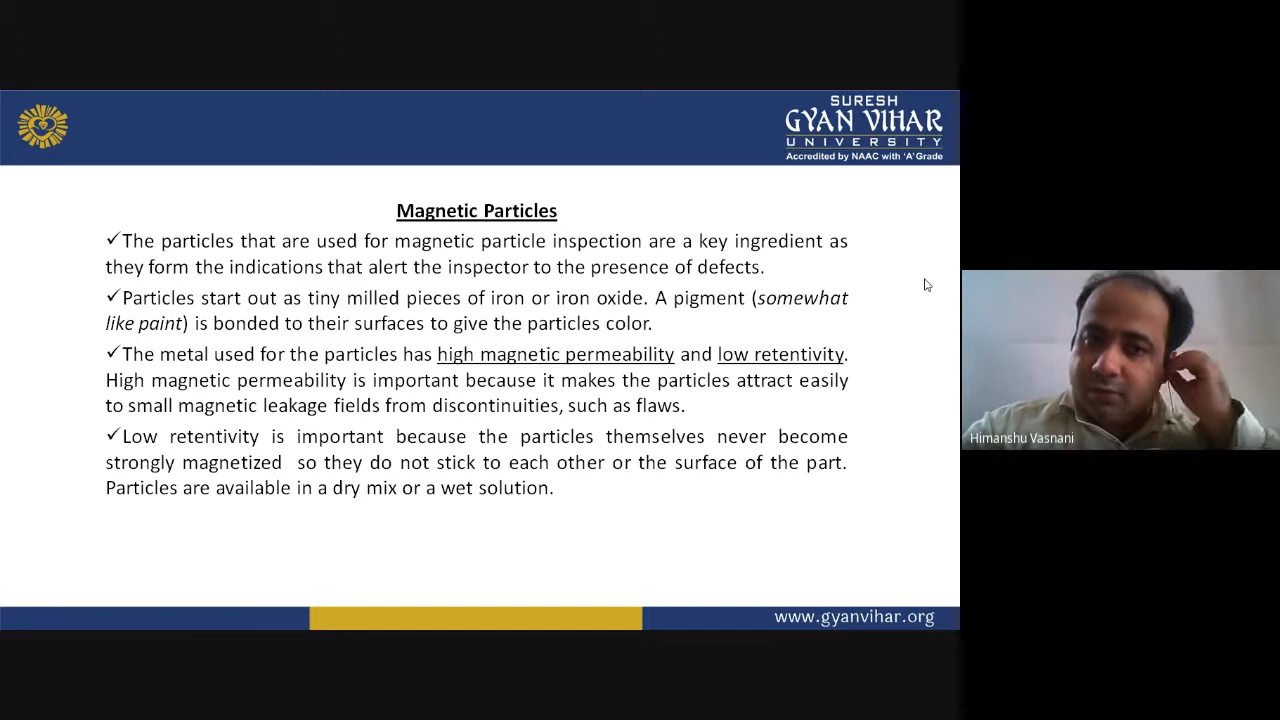 SURESH
GYAN VIHAR
UNIVERSITY
Accredited by NAAC with 'A' Grade
Magnetic Particles
✓The particles that are used for magnetic particle inspection are a key ingredient as
they form the indications that alert the inspector to the presence of defects.
✓Particles start out as tiny milled pieces of iron or iron oxide. A pigment (somewhat
like paint) is bonded to their surfaces to give the particles color.
✓The metal used for the particles has high magnetic permeability and low retentivity.
High magnetic permeability is important because it makes the particles attract easily
to small magnetic leakage fields from discontinuities, such as flaws.
✓Low retentivity is important because the particles themselves never become
strongly magnetized  so they do not stick to each other or the surface of the part.
Particles are available in a dry mix or a wet solution.
Himanshu Vasnani
www.gyanvihar.org